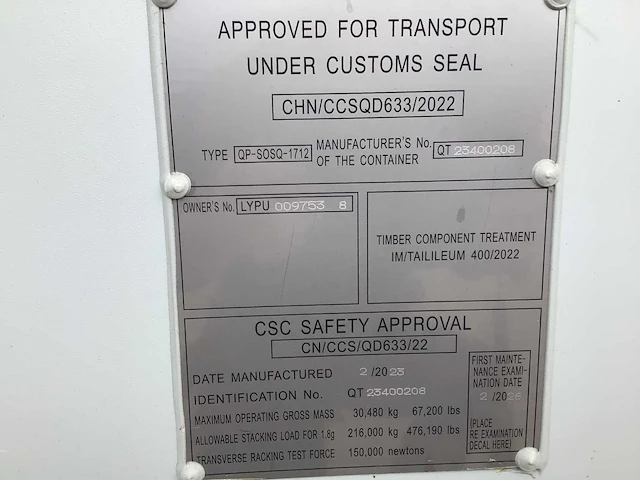 APPROVED FOR TRANSPORT
UNDER CUSTOMS SEAL
CHN/CCSQD633/2022
TYPE QP-SOSQ-1712 MANUFACTURER'S No. OF THE CONTAINER QT 23400208
OWNER'S No. LYPU 009753 8
TIMBER COMPONENT TREATMENT
IM/TAILILEUM 400/2022
CSC SAFETY APPROVAL
CN/CCS/QD633/22
DATE MANUFACTURED 2 /2023
IDENTIFICATION No. QT 23400208
MAXIMUM OPERATING GROSS MASS 30,480 kg 67,200 lbs
ALLOWABLE STACKING LOAD FOR 1.8g 216,000 kg 476,190 lbs
TRANSVERSE RACKING TEST FORCE 150,000 newtons
FIRST MAINTE-
NANCE EXAMI-
NATION DATE
2 /2028
(PLACE
RE EXAMINATION
DECAL HERE)